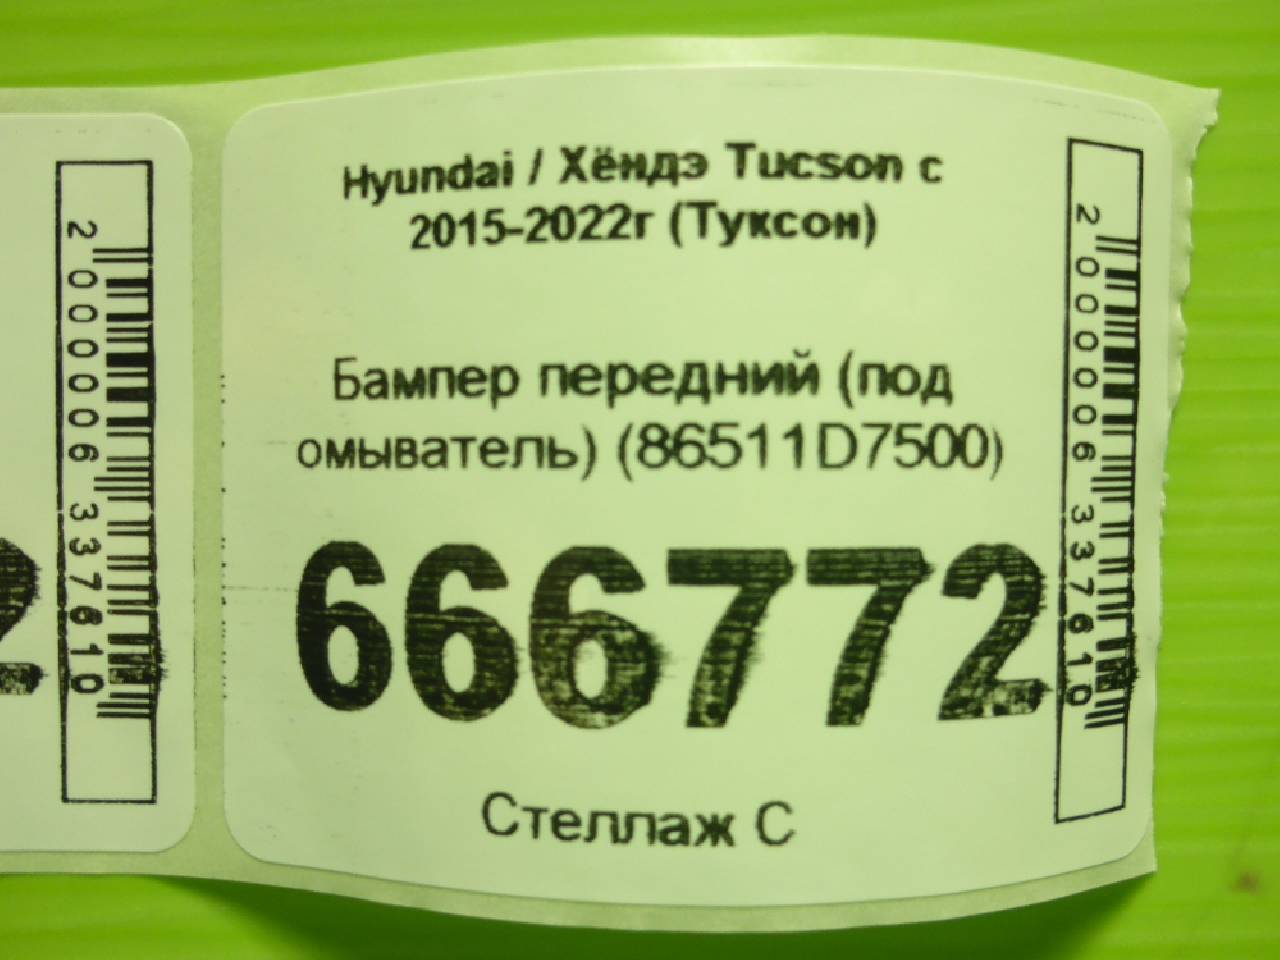 Hyundai / Хёндэ Tucson с
2015-2022г (Туксон)
Бампер передний (под
омыватель) (86511D7500)
666772
Стеллаж С
2000006337610
2000006337610